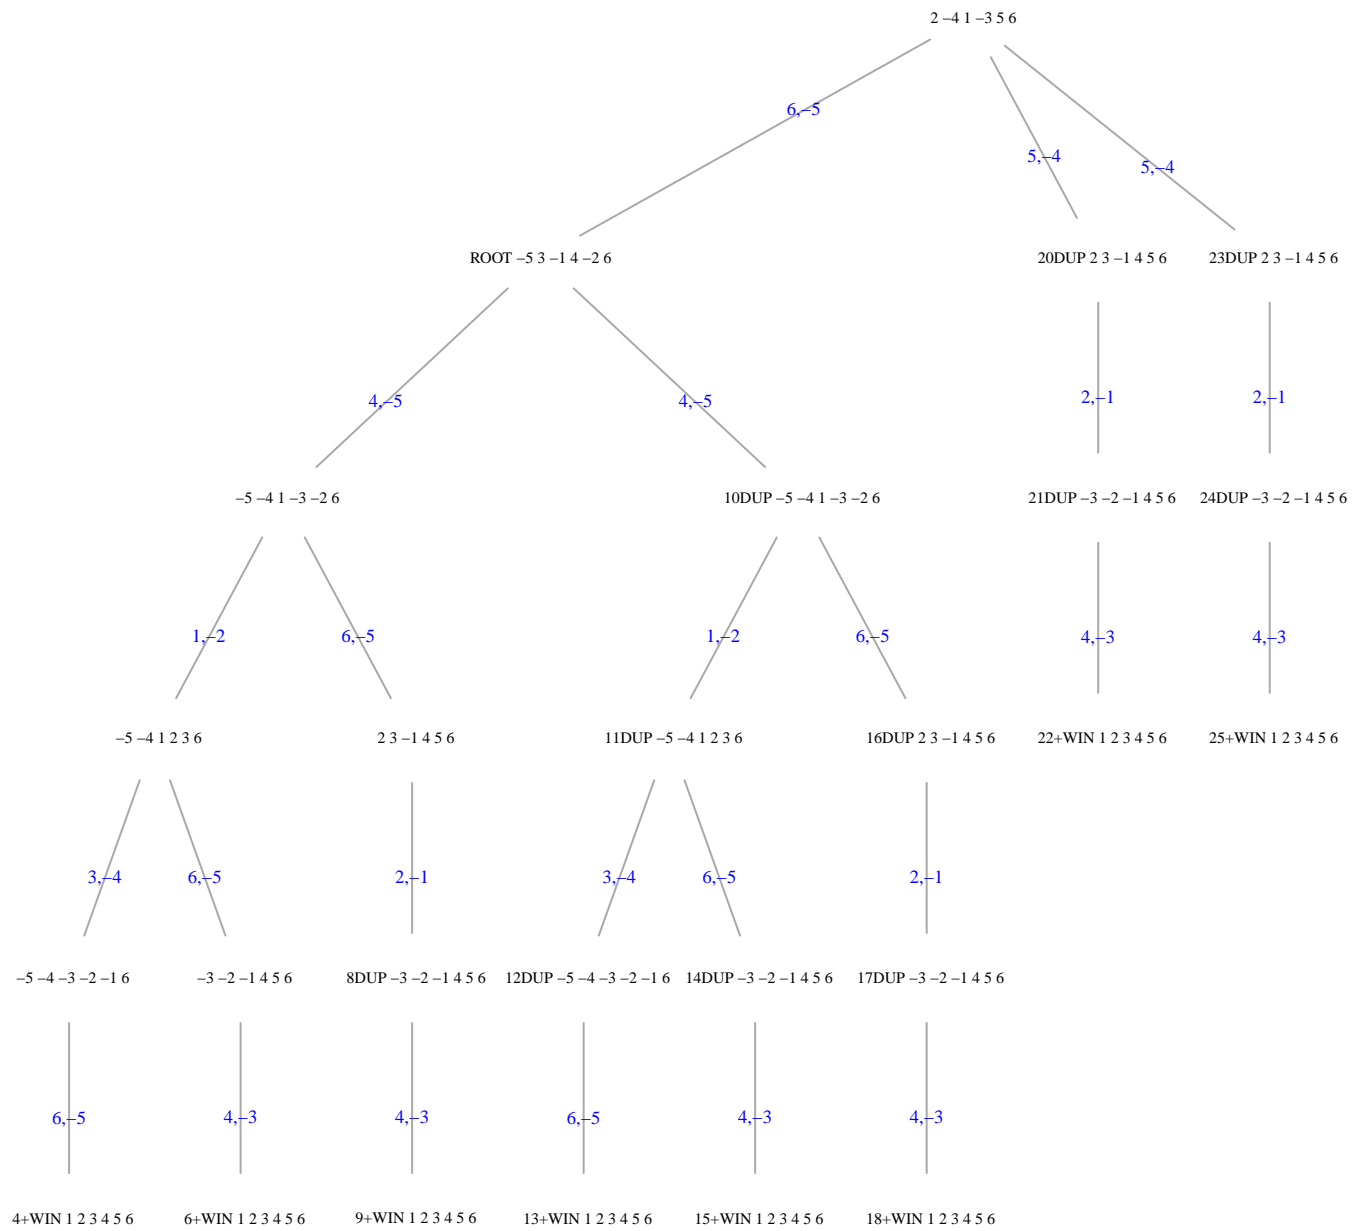 2 −4 1 −3 5 6
6,−5
5,−4
5,−4
ROOT −5 3 −1 4 −2 6
20DUP 2 3 −1 4 5 6
23DUP 2 3 −1 4 5 6
4,−5
4,−5
2,−1
2,−1
−5 −4 1 −3 −2 6
10DUP −5 −4 1 −3 −2 6
21DUP −3 −2 −1 4 5 6
24DUP −3 −2 −1 4 5 6
1,−2
6,−5
1,−2
6,−5
4,−3
4,−3
−5 −4 1 2 3 6
2 3 −1 4 5 6
11DUP −5 −4 1 2 3 6
16DUP 2 3 −1 4 5 6
22+WIN 1 2 3 4 5 6
25+WIN 1 2 3 4 5 6
3,−4
6,−5
2,−1
3,−4
6,−5
2,−1
−5 −4 −3 −2 −1 6
−3 −2 −1 4 5 6
8DUP −3 −2 −1 4 5 6
12DUP −5 −4 −3 −2 −1 6
14DUP −3 −2 −1 4 5 6
17DUP −3 −2 −1 4 5 6
6,−5
4,−3
4,−3
6,−5
4,−3
4,−3
4+WIN 1 2 3 4 5 6
6+WIN 1 2 3 4 5 6
9+WIN 1 2 3 4 5 6
13+WIN 1 2 3 4 5 6
15+WIN 1 2 3 4 5 6
18+WIN 1 2 3 4 5 6